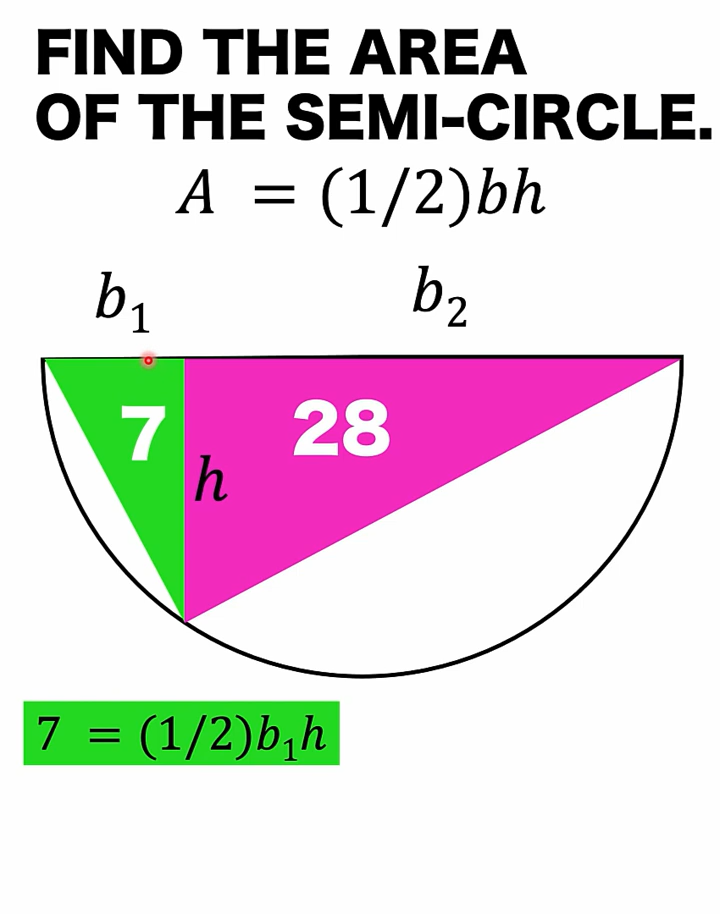 FIND THE AREA
OF THE SEMI-CIRCLE.
A = (1/2)bh
b₁ b₂
7 28
h
7 = (1/2)b₁h